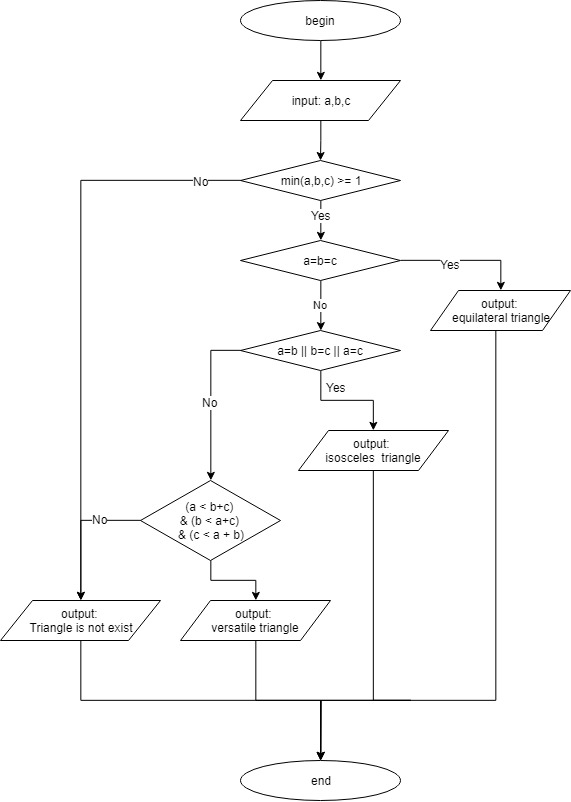 begin
input: a,b,c
min(a,b,c) >= 1
No
Yes
a=b=c
Yes
No
output:
equilateral triangle
a=b || b=c || a=c
Yes
No
output:
isosceles triangle
(a < b+c)
& (b < a+c)
& (c < a + b)
No
output:
Triangle is not exist
output:
versatile triangle
end